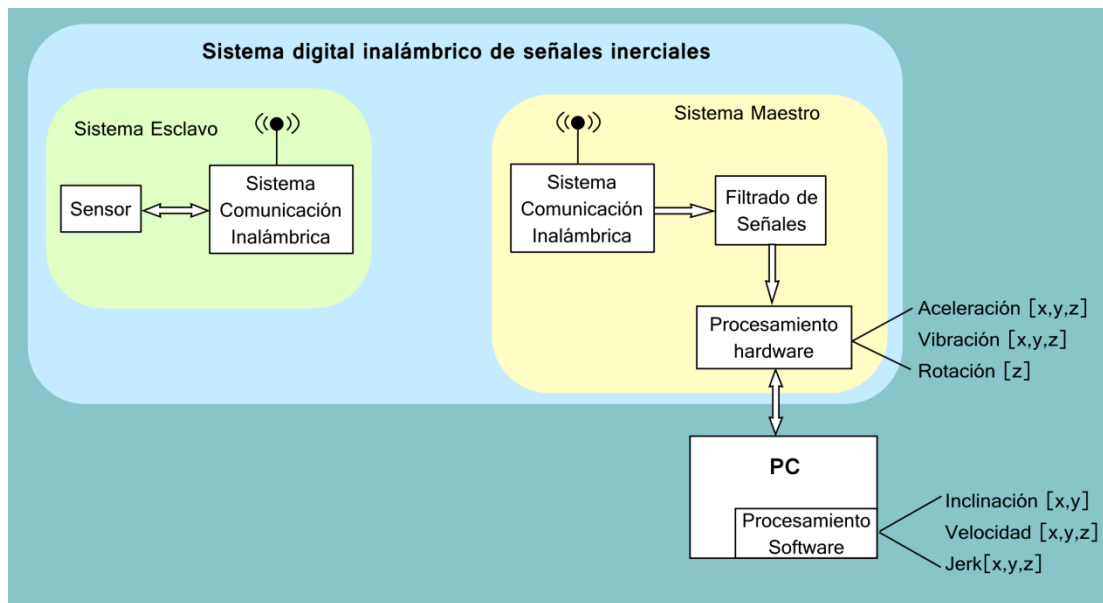 Sistema digital inalámbrico de señales inerciales
Sistema Esclavo
Sensor
Sistema
Comunicación
Inalámbrica
Sistema Maestro
Sistema
Comunicación
Inalámbrica
Filtrado de
Señales
Procesamiento
hardware
Aceleración [x,y,z]
Vibración [x,y,z]
Rotación [z]
PC
Procesamiento
Software
Inclinación [x,y]
Velocidad [x,y,z]
Jerk[x,y,z]